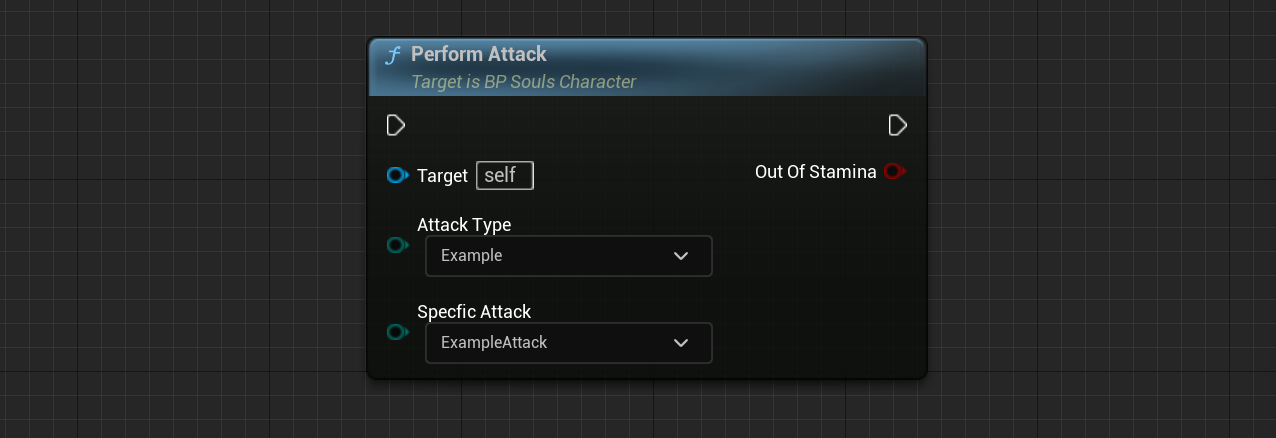 f Perform Attack
Target is BP Souls Character
Target self
Out Of Stamina
Attack Type
Example
Specfic Attack
ExampleAttack